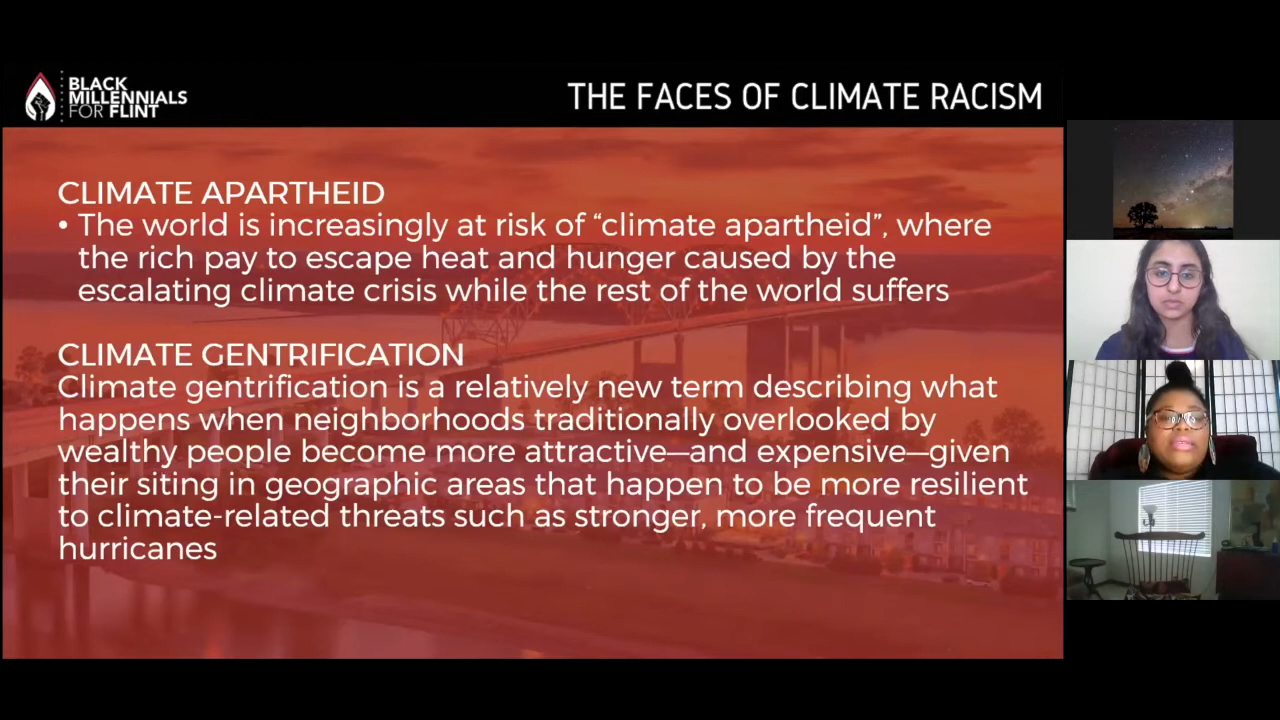 BLACK
MILLENNIALS
FOR FLINT
THE FACES OF CLIMATE RACISM
CLIMATE APARTHEID
• The world is increasingly at risk of “climate apartheid”, where
the rich pay to escape heat and hunger caused by the
escalating climate crisis while the rest of the world suffers
CLIMATE GENTRIFICATION
Climate gentrification is a relatively new term describing what
happens when neighborhoods traditionally overlooked by
wealthy people become more attractive—and expensive—given
their siting in geographic areas that happen to be more resilient
to climate-related threats such as stronger, more frequent
hurricanes